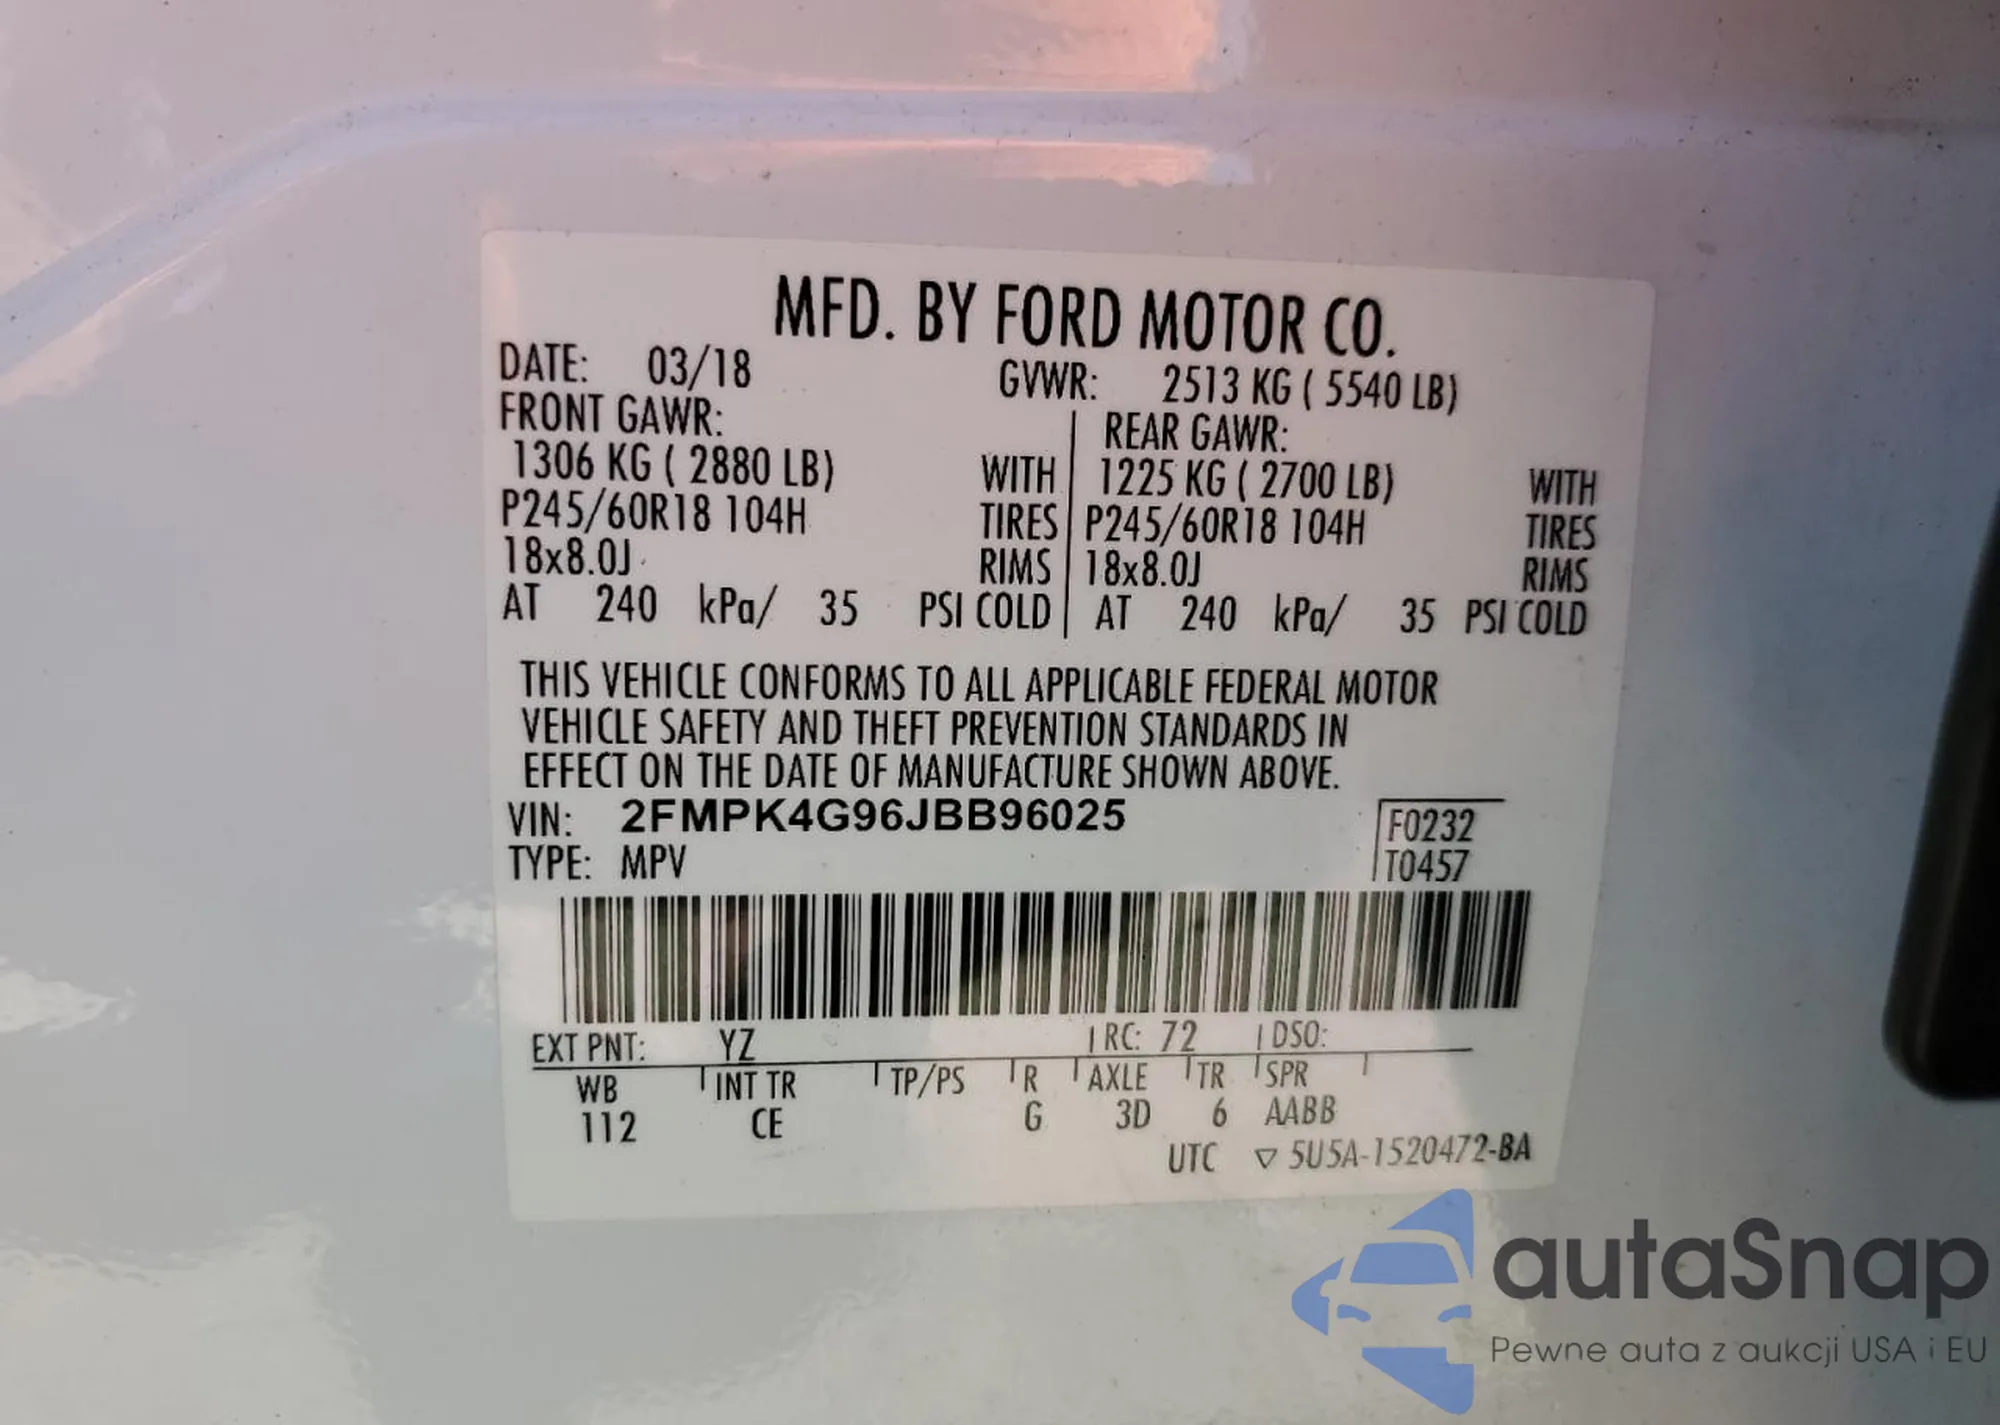 MFD. BY FORD MOTOR CO.
DATE: 03/18 GVWR: 2513 KG ( 5540 LB)
FRONT GAWR: REAR GAWR:
1306 KG ( 2880 LB) WITH 1225 KG ( 2700 LB) WITH
P245/60R18 104H TIRES P245/60R18 104H TIRES
18x8.0J RIMS 18x8.0J RIMS
AT 240 kPa/ 35 PSI COLD AT 240 kPa/ 35 PSI COLD
THIS VEHICLE CONFORMS TO ALL APPLICABLE FEDERAL MOTOR
VEHICLE SAFETY AND THEFT PREVENTION STANDARDS IN
EFFECT ON THE DATE OF MANUFACTURE SHOWN ABOVE.
VIN: 2FMPK4G96JBB96025 F0232
TYPE: MPV T0457
EXT PNT: YZ RC: 72 DSO:
WB INT TR TP/PS R AXLE TR SPR
112 CE G 3D 6 AABB
UTC ▽ 5U5A-1520472-BA
autaSnap
Pewne auta z aukcji USA i EU